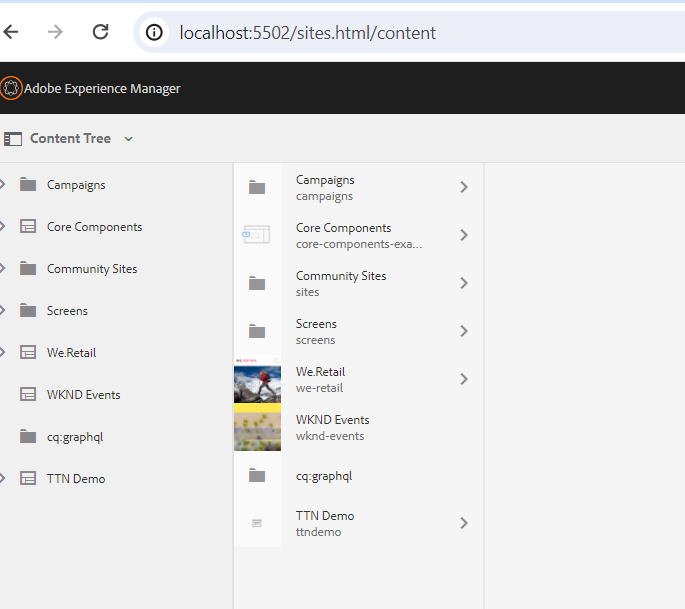 localhost:5502/sites.html/content
Adobe Experience Manager
Content Tree
Campaigns
Core Components
Community Sites
Screens
We.Retail
WKND Events
cq:graphql
TTN Demo
Campaigns
campaigns
Core Components
core-components-exa...
Community Sites
sites
Screens
screens
We.Retail
we-retail
WKND Events
wknd-events
cq:graphql
TTN Demo
ttndemo